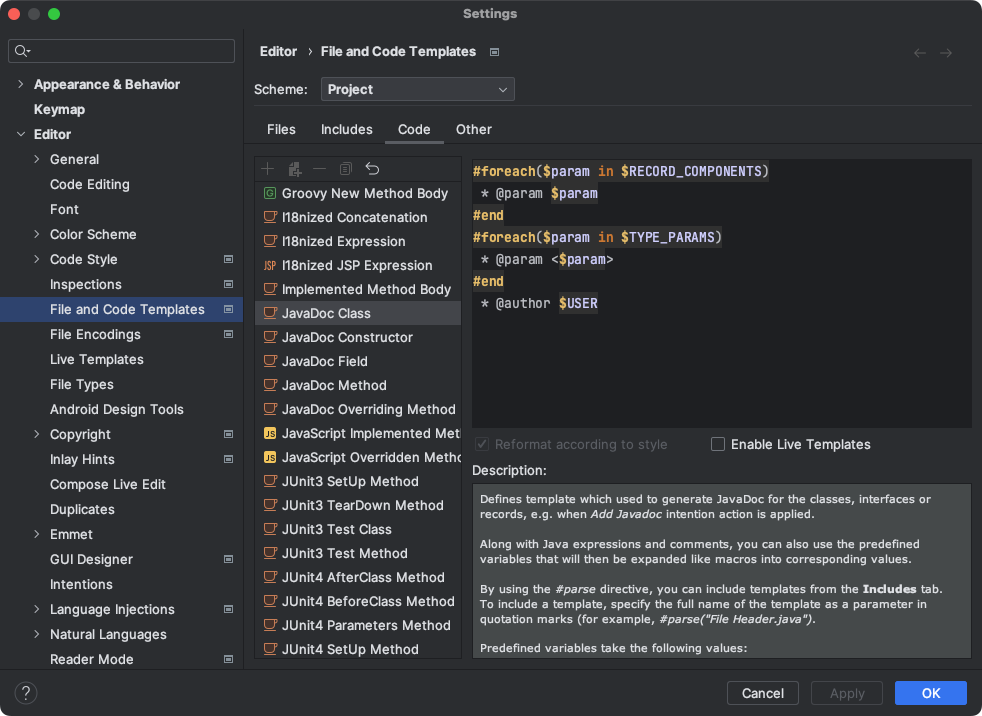 Settings
Editor › File and Code Templates
Scheme: Project
Files Includes Code Other
Appearance & Behavior
Keymap
Editor
General
Code Editing
Font
Color Scheme
Code Style
Inspections
File and Code Templates
File Encodings
Live Templates
File Types
Android Design Tools
Copyright
Inlay Hints
Compose Live Edit
Duplicates
Emmet
GUI Designer
Intentions
Language Injections
Natural Languages
Reader Mode
G Groovy New Method Body
I18nized Concatenation
I18nized Expression
JSP I18nized JSP Expression
Implemented Method Body
JavaDoc Class
JavaDoc Constructor
JavaDoc Field
JavaDoc Method
JavaDoc Overriding Method
JS JavaScript Implemented Met
JS JavaScript Overridden Metho
JUnit3 SetUp Method
JUnit3 TearDown Method
JUnit3 Test Class
JUnit3 Test Method
JUnit4 AfterClass Method
JUnit4 BeforeClass Method
JUnit4 Parameters Method
JUnit4 SetUp Method
#foreach($param in $RECORD_COMPONENTS)
 * @param $param
#end
#foreach($param in $TYPE_PARAMS)
 * @param <$param>
#end
 * @author $USER
Reformat according to style Enable Live Templates
Description:
Defines template which used to generate JavaDoc for the classes, interfaces or
records, e.g. when Add Javadoc intention action is applied.
Along with Java expressions and comments, you can also use the predefined
variables that will then be expanded like macros into corresponding values.
By using the #parse directive, you can include templates from the Includes tab.
To include a template, specify the full name of the template as a parameter in
quotation marks (for example, #parse("File Header.java").
Predefined variables take the following values:
? Cancel Apply OK